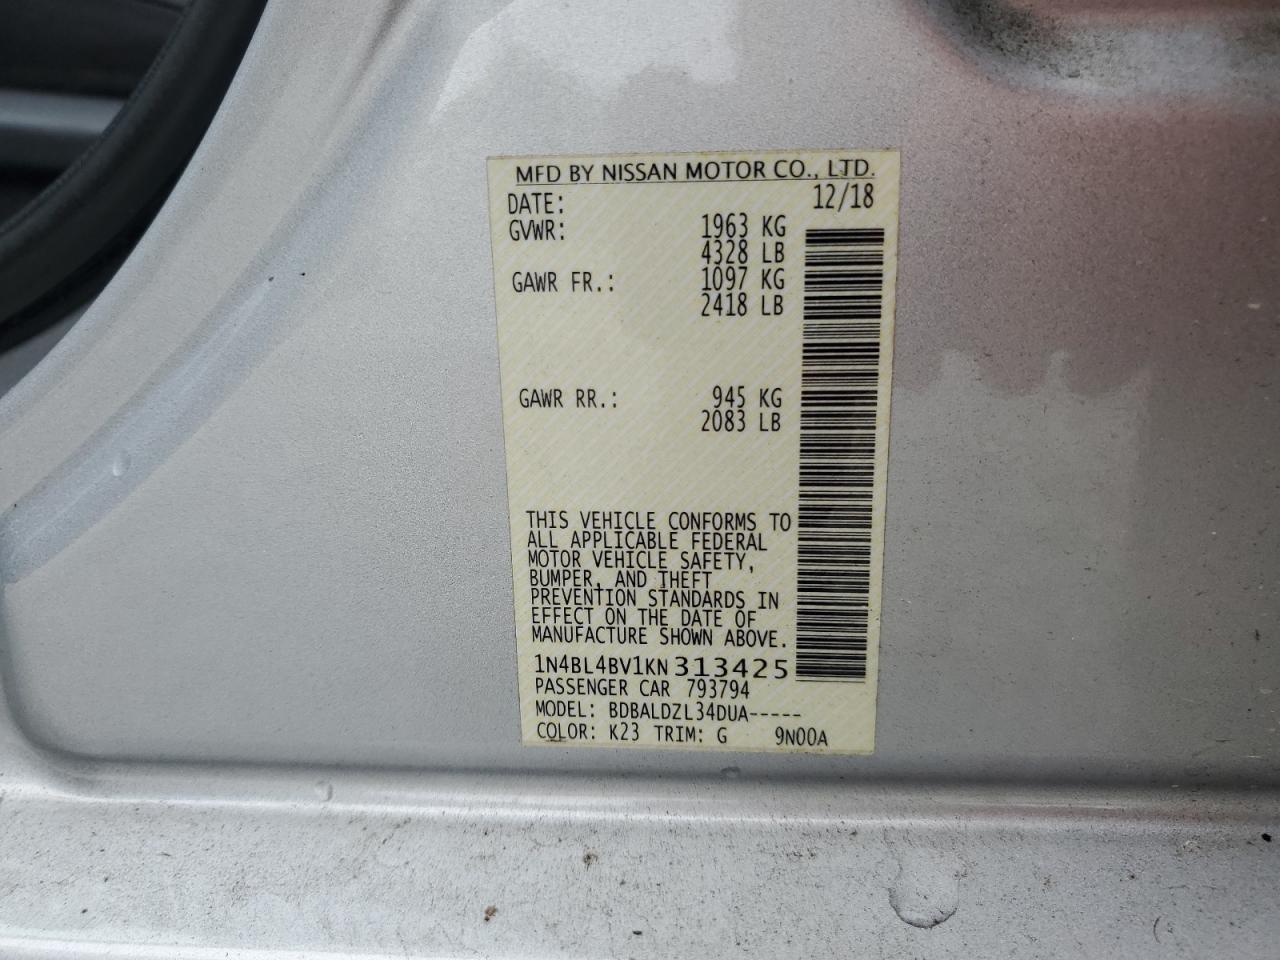 MFD BY NISSAN MOTOR CO., LTD.
DATE: 12/18
GVWR: 1963 KG
4328 LB
GAWR FR.: 1097 KG
2418 LB
GAWR RR.: 945 KG
2083 LB
THIS VEHICLE CONFORMS TO
ALL APPLICABLE FEDERAL
MOTOR VEHICLE SAFETY,
BUMPER, AND THEFT
PREVENTION STANDARDS IN
EFFECT ON THE DATE OF
MANUFACTURE SHOWN ABOVE.
1N4BL4BV1KN313425
PASSENGER CAR 793794
MODEL: BDBALDZL34DUA-----
COLOR: K23 TRIM: G 9N00A